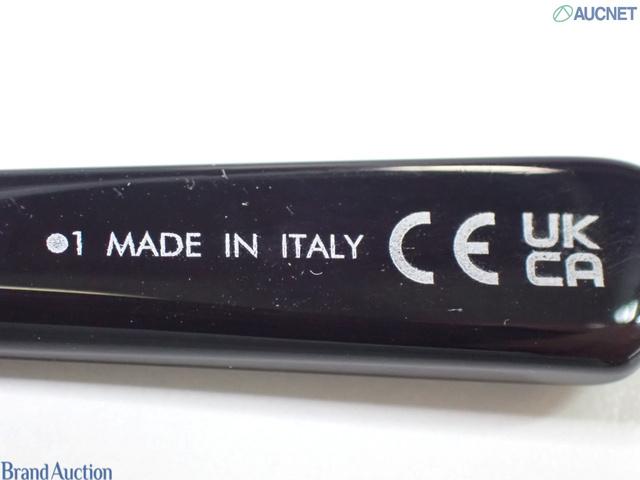 AUCNET
●1 MADE IN ITALY CE UK
CA
Brand Auction